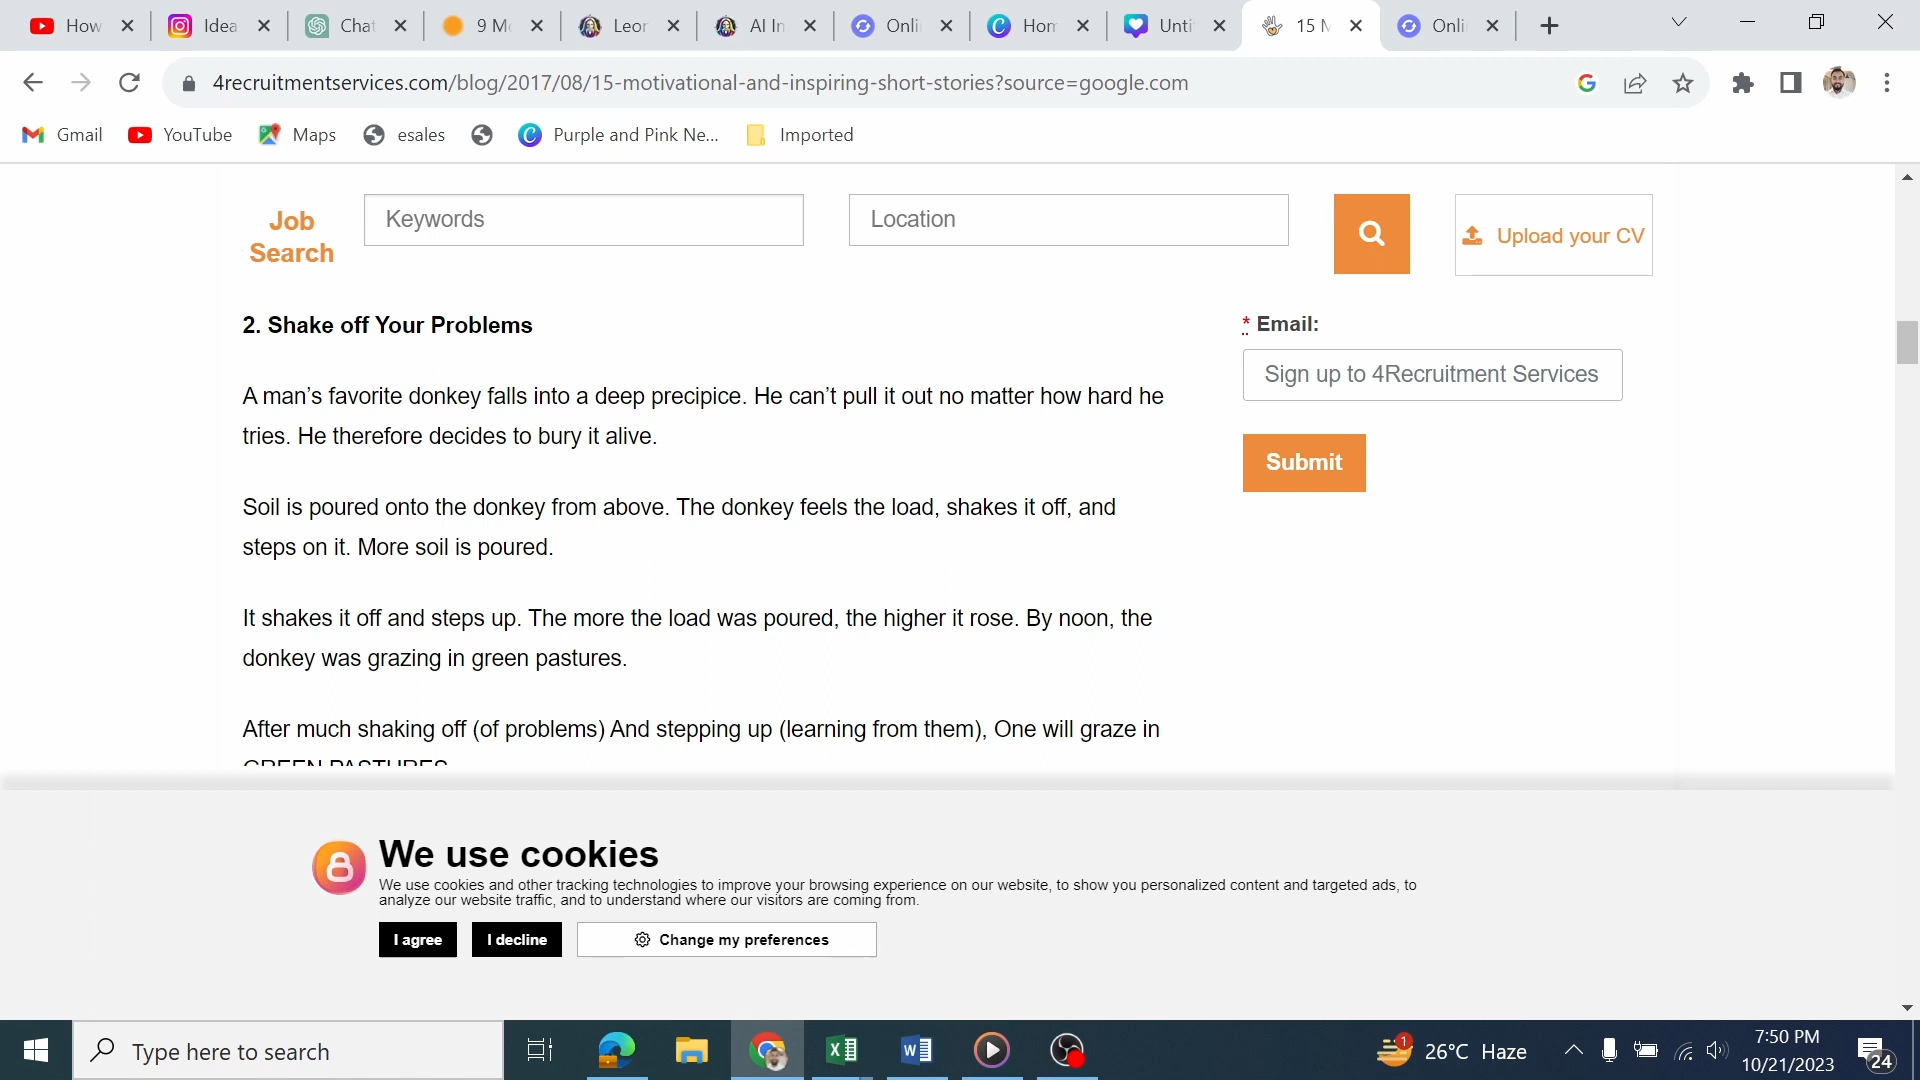 How
Idea
Chat
9 Mo
Leor
AI In
Onli
Hom
Unti
15 M
Onli
4recruitmentservices.com/blog/2017/08/15-motivational-and-inspiring-short-stories?source=google.com
Gmail
YouTube
Maps
esales
Purple and Pink Ne...
Imported
Job
Search
Keywords
Location
Upload your CV
2. Shake off Your Problems
A man’s favorite donkey falls into a deep precipice. He can’t pull it out no matter how hard he
tries. He therefore decides to bury it alive.
Soil is poured onto the donkey from above. The donkey feels the load, shakes it off, and
steps on it. More soil is poured.
It shakes it off and steps up. The more the load was poured, the higher it rose. By noon, the
donkey was grazing in green pastures.
After much shaking off (of problems) And stepping up (learning from them), One will graze in
GREEN PASTURES
* Email:
Sign up to 4Recruitment Services
Submit
We use cookies
We use cookies and other tracking technologies to improve your browsing experience on our website, to show you personalized content and targeted ads, to
analyze our website traffic, and to understand where our visitors are coming from.
I agree
I decline
Change my preferences
Type here to search
1
26°C Haze
7:50 PM
10/21/2023
24